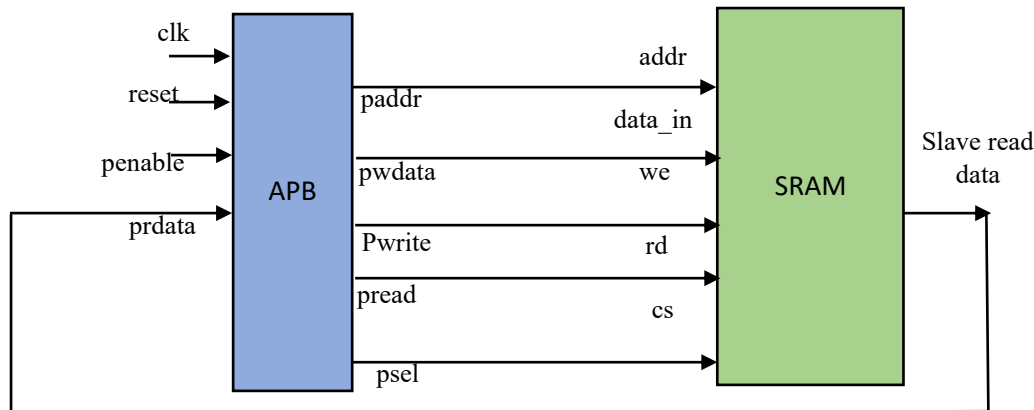 clk
addr
reset
paddr
data_in
Slave read
data
penable
pwdata
we
APB
SRAM
prdata
Pwrite
rd
pread
cs
psel